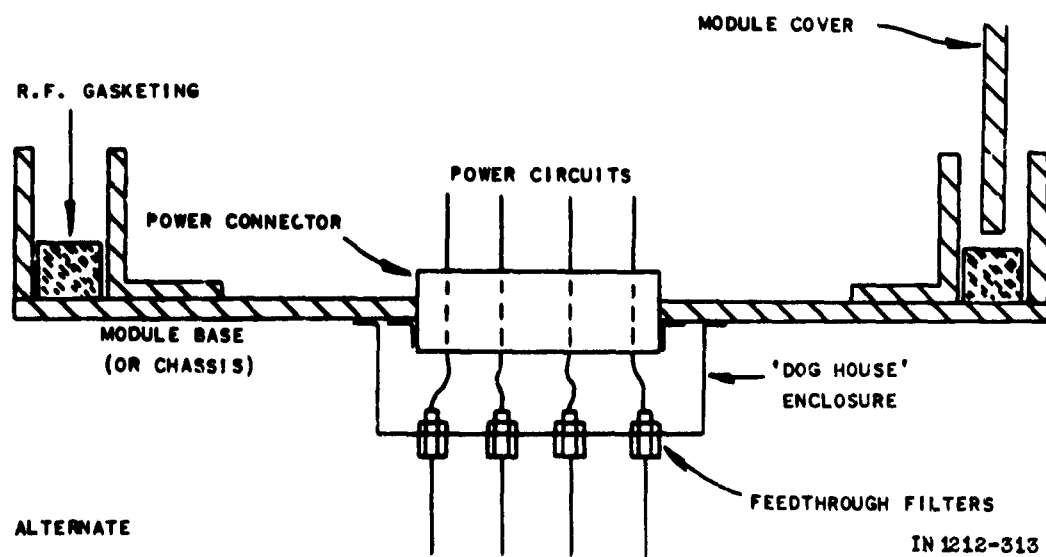 MODULE COVER
R.F. GASKETING
POWER CIRCUITS
POWER CONNECTOR
MODULE BASE
(OR CHASSIS)
'DOG HOUSE'
ENCLOSURE
FEEDTHROUGH FILTERS
ALTERNATE
IN 1212-313